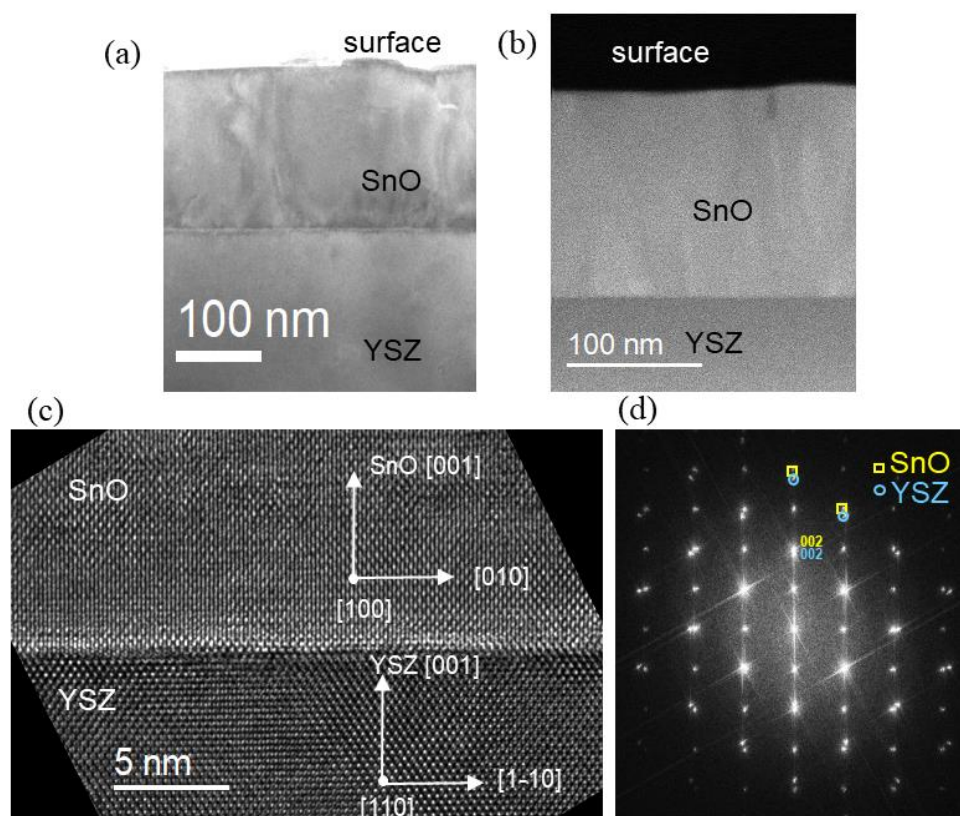 (a)
surface
SnO
100 nm
YSZ
(b)
surface
SnO
YSZ
100 nm
(c)
SnO
SnO [001]
[010]
[100]
YSZ
YSZ [001]
5 nm
[1-10]
[110]
(d)
SnO
YSZ
002
002